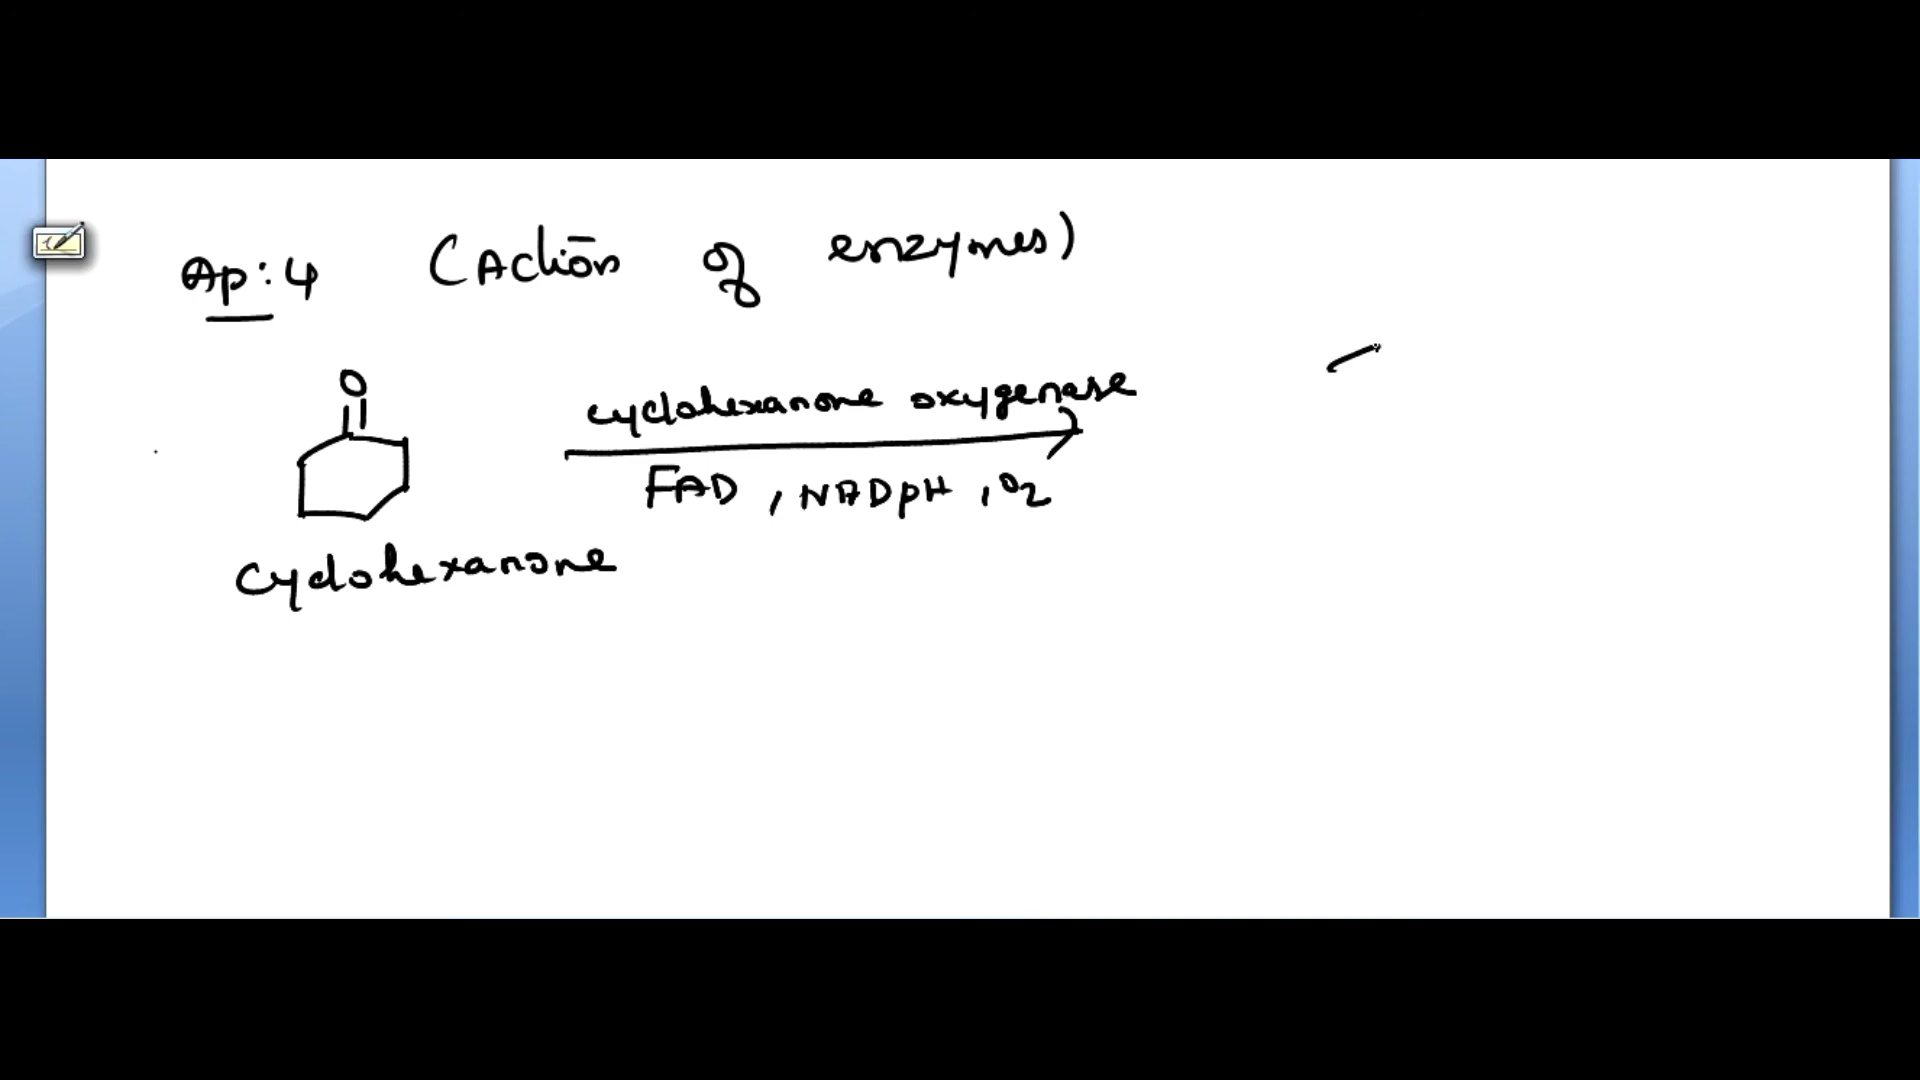 Ap: 4 (Action of enzymes)
O
cyclohexanone oxygenase
FAD, NADPH, O2
cyclohexanone